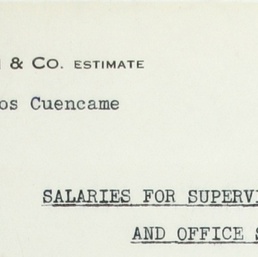 & Co. ESTIMATE
os Cuencame
SALARIES FOR SUPERVI
AND OFFICE S